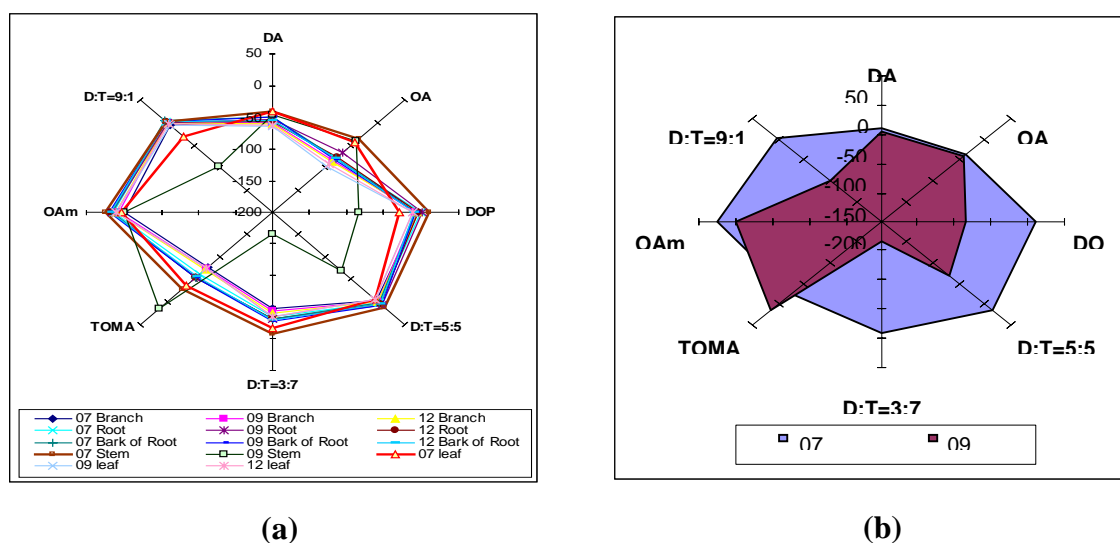 DA
50
0
-50
-100
-150
-200
OA
DOP
D:T=5:5
D:T=3:7
TOMA
OAm
D:T=9:1
07 Branch 09 Branch 12 Branch
07 Root 09 Root 12 Root
07 Bark of Root 09 Bark of Root 12 Bark of Root
07 Stem 09 Stem 07 leaf
09 leaf 12 leaf
(a)
DA
50
0
-50
-100
-150
-200
OA
DO
D:T=5:5
D:T=3:7
TOMA
OAm
D:T=9:1
07 09
(b)